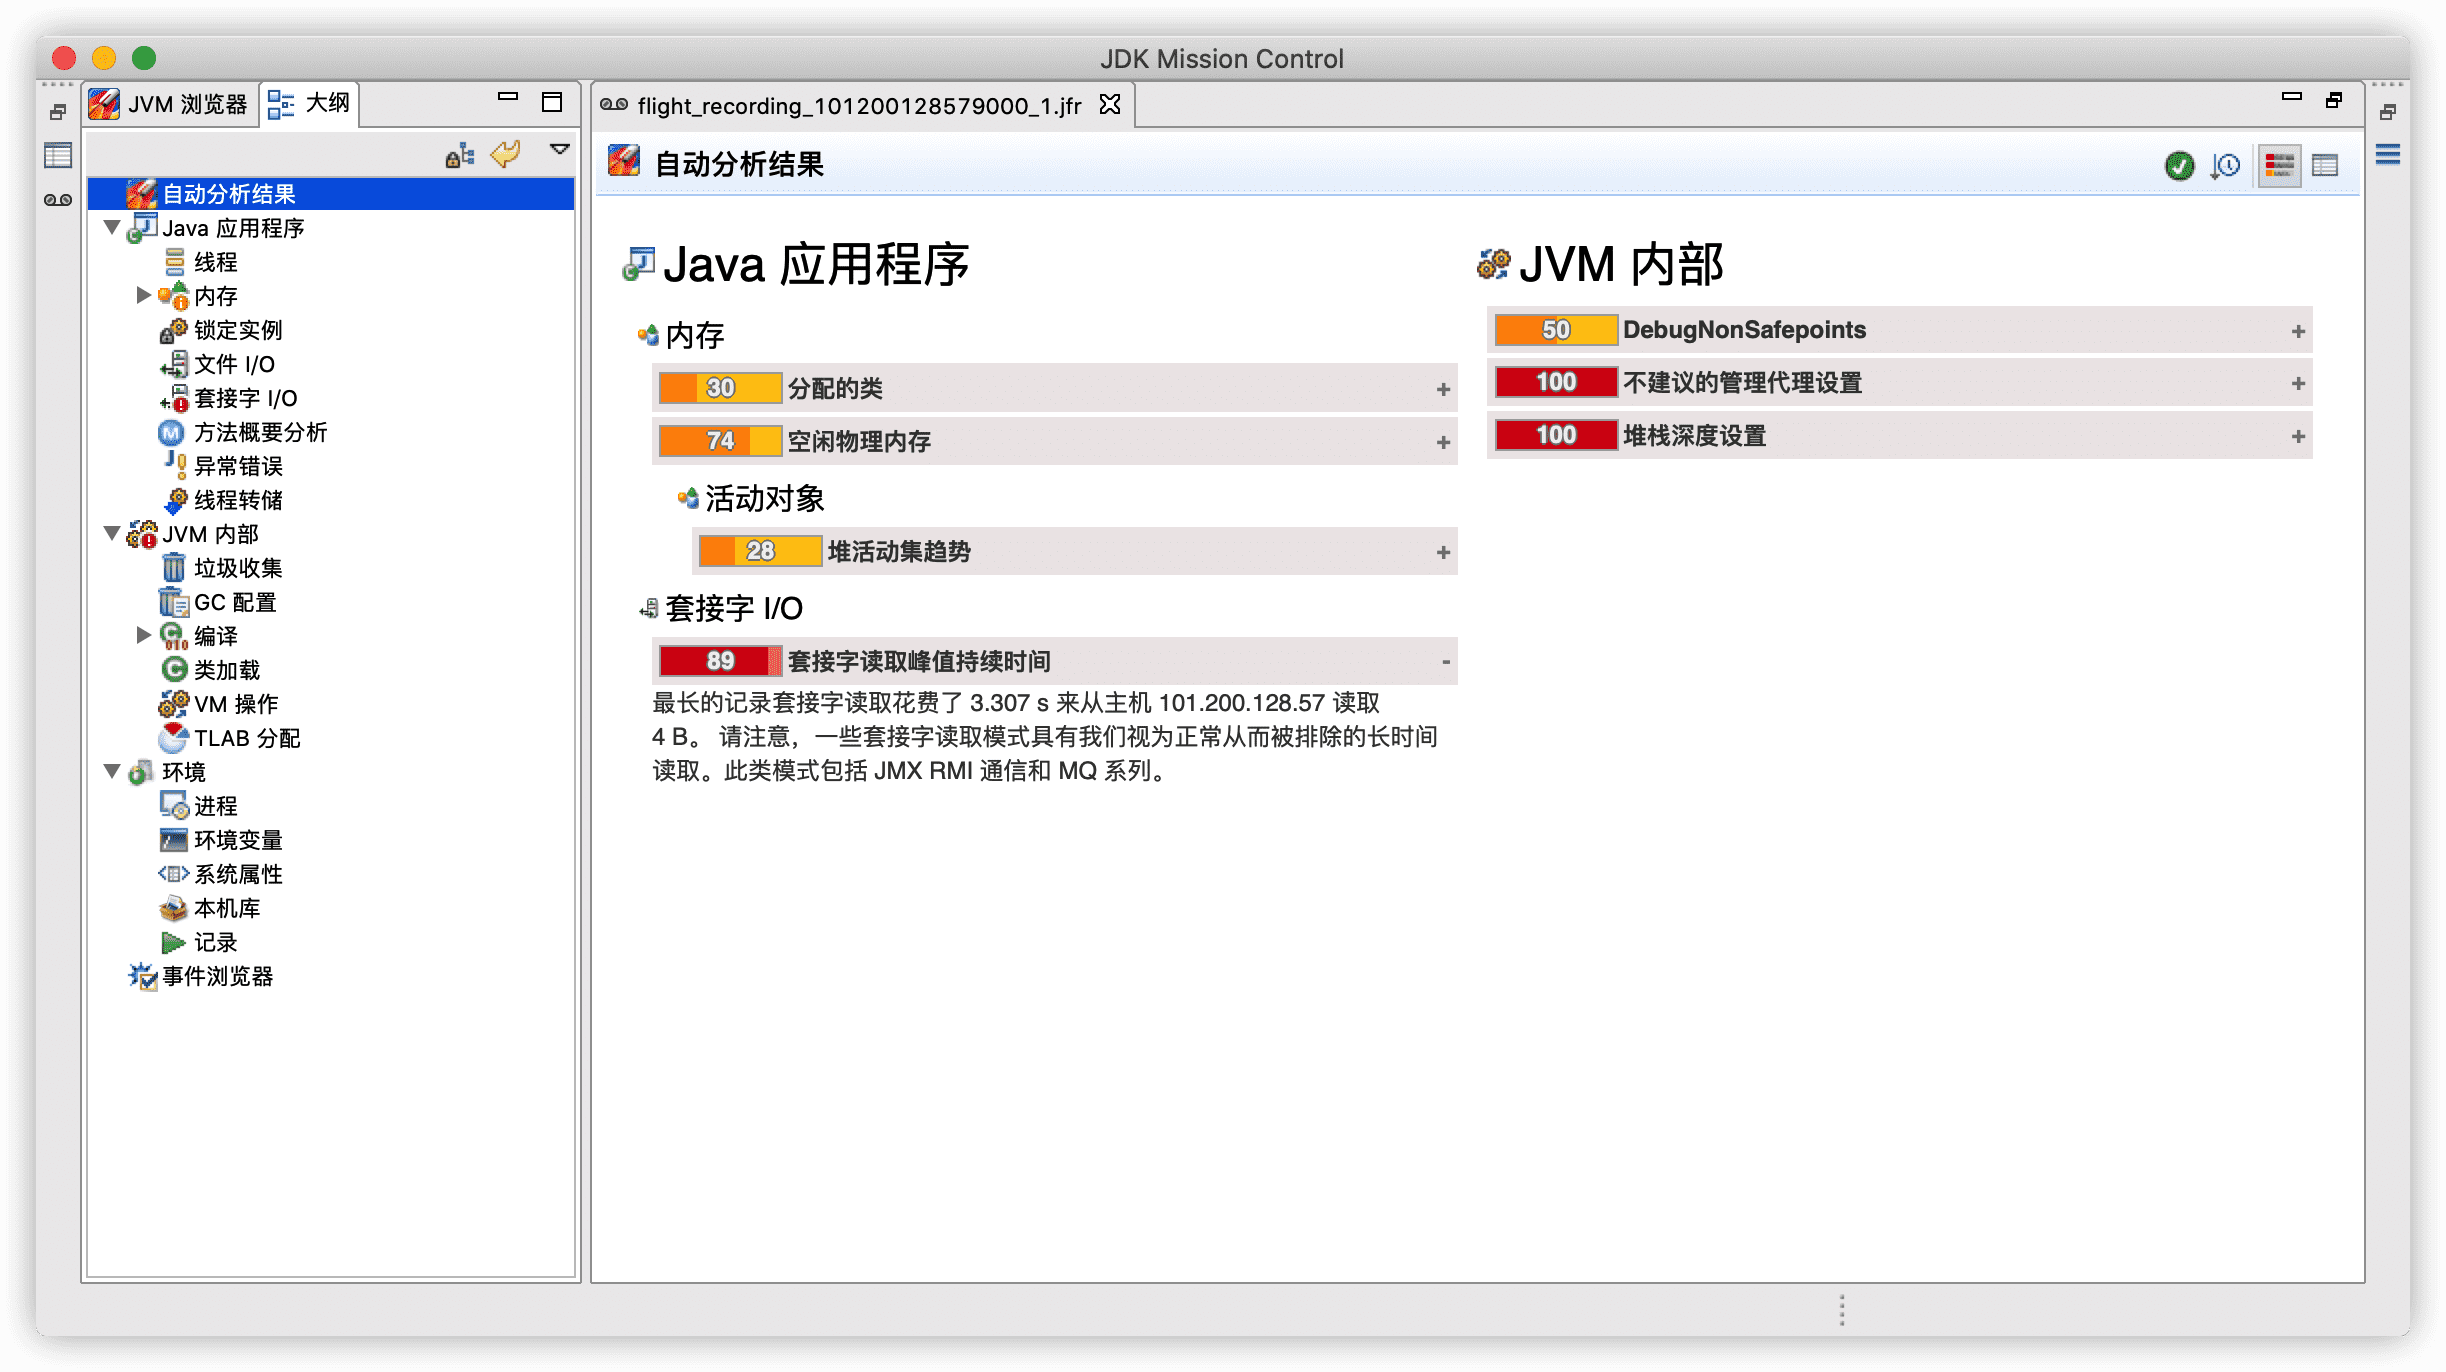 JDK Mission Control
JVM 浏览器
大纲
自动分析结果
Java 应用程序
线程
内存
锁定实例
文件 I/O
套接字 I/O
方法概要分析
异常错误
线程转储
JVM 内部
垃圾收集
GC 配置
编译
类加载
VM 操作
TLAB 分配
环境
进程
环境变量
系统属性
本机库
记录
事件浏览器
flight_recording_101200128579000_1.jfr
自动分析结果
Java 应用程序
内存
30 分配的类 +
74 空闲物理内存 +
活动对象
28 堆活动集趋势 +
套接字 I/O
89 套接字读取峰值持续时间 -
最长的记录套接字读取花费了 3.307 s 来从主机 101.200.128.57 读取
4 B。 请注意，一些套接字读取模式具有我们视为正常从而被排除的长时间
读取。此类模式包括 JMX RMI 通信和 MQ 系列。
JVM 内部
50 DebugNonSafepoints +
100 不建议的管理代理设置 +
100 堆栈深度设置 +